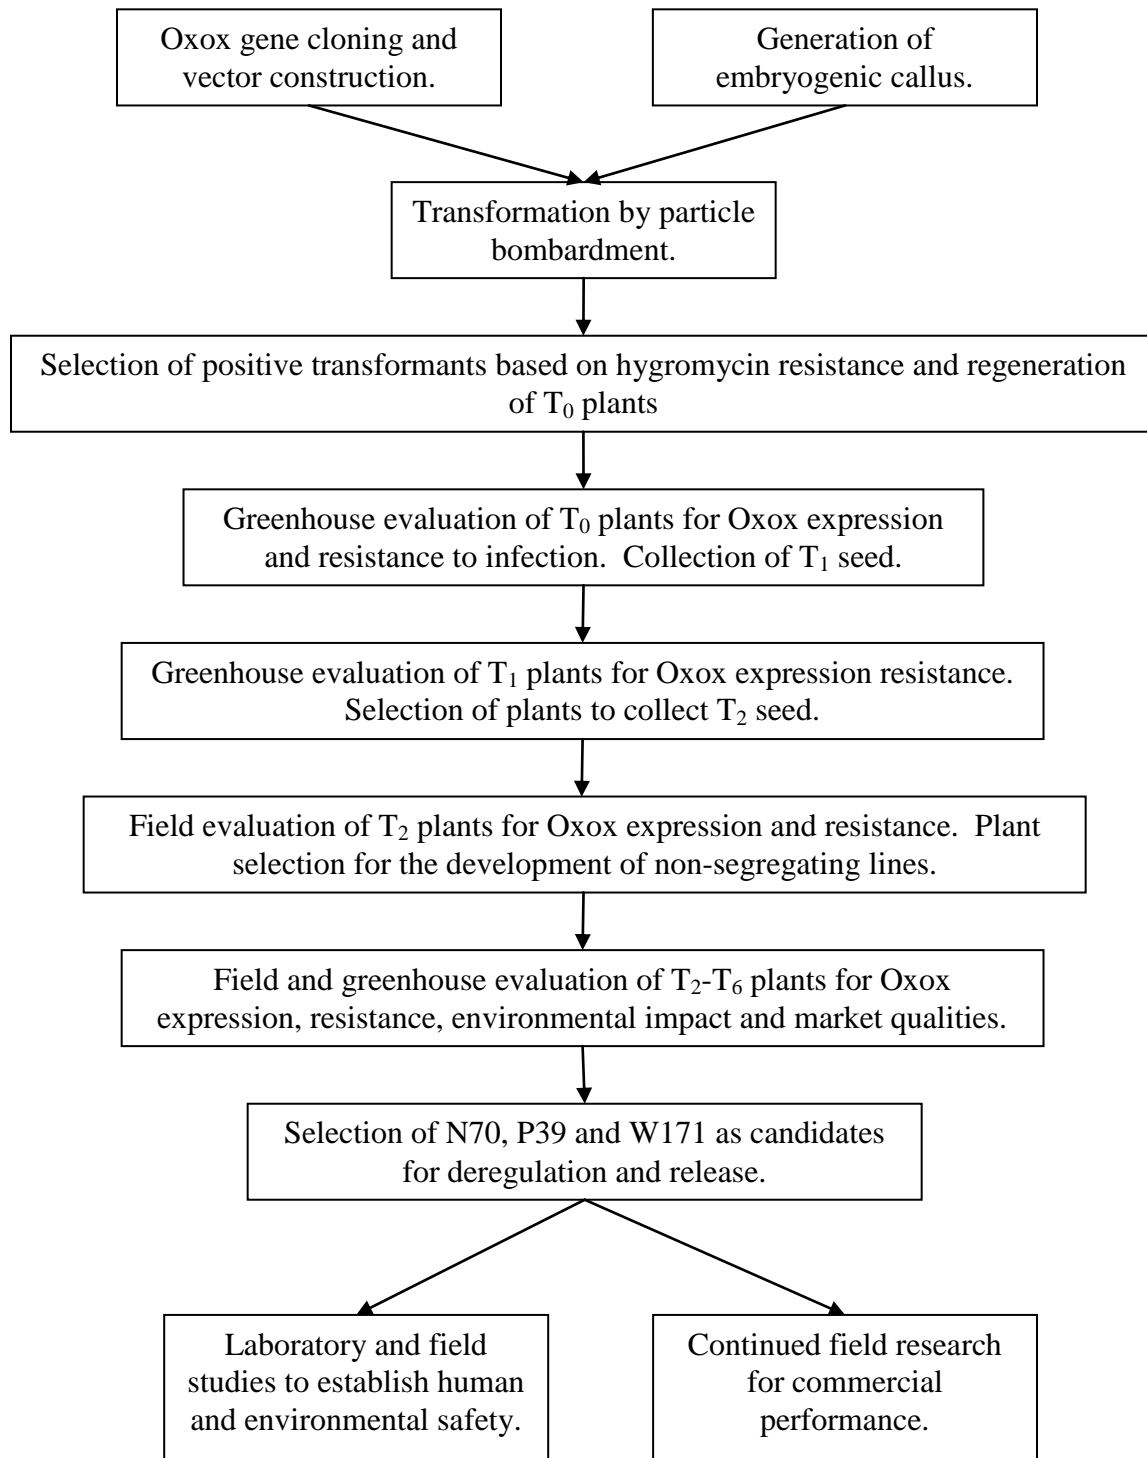 Oxox gene cloning and
vector construction.
Generation of
embryogenic callus.
Transformation by particle
bombardment.
Selection of positive transformants based on hygromycin resistance and regeneration
of T₀ plants
Greenhouse evaluation of T₀ plants for Oxox expression
and resistance to infection.  Collection of T₁ seed.
Greenhouse evaluation of T₁ plants for Oxox expression resistance.
Selection of plants to collect T₂ seed.
Field evaluation of T₂ plants for Oxox expression and resistance.  Plant
selection for the development of non-segregating lines.
Field and greenhouse evaluation of T₂-T₆ plants for Oxox
expression, resistance, environmental impact and market qualities.
Selection of N70, P39 and W171 as candidates
for deregulation and release.
Laboratory and field
studies to establish human
and environmental safety.
Continued field research
for commercial
performance.